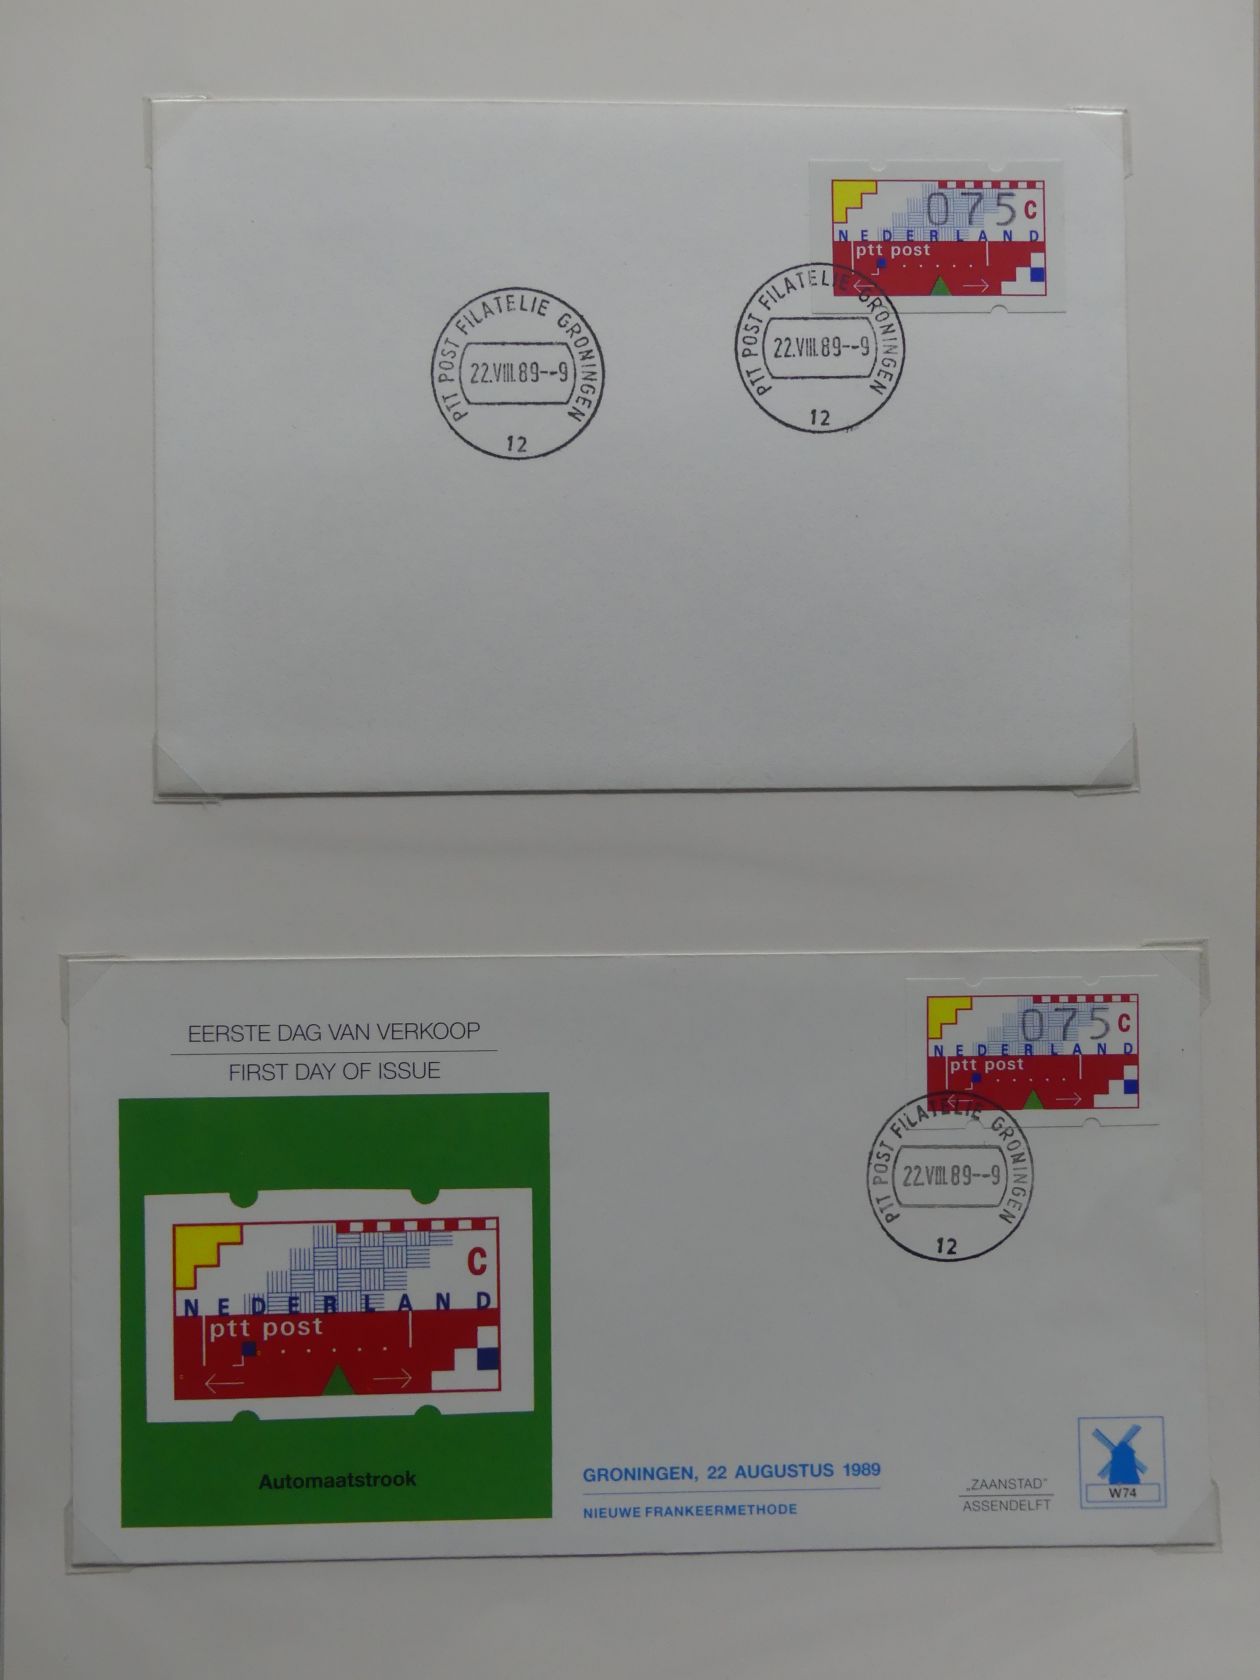 075 C
NEDERLAND
ptt post
PTT POST FILATELIE GRONINGEN
22.VIII.89--9
12
PTT POST FILATELIE GRONINGEN
22.VIII.89--9
12
EERSTE DAG VAN VERKOOP
FIRST DAY OF ISSUE
075 C
NEDERLAND
ptt post
PTT POST FILATELIE GRONINGEN
22.VIII.89--9
12
C
NEDERLAND
ptt post
Automaatstrook
GRONINGEN, 22 AUGUSTUS 1989
NIEUWE FRANKEERMETHODE
„ZAANSTAD”
ASSENDELFT
W74